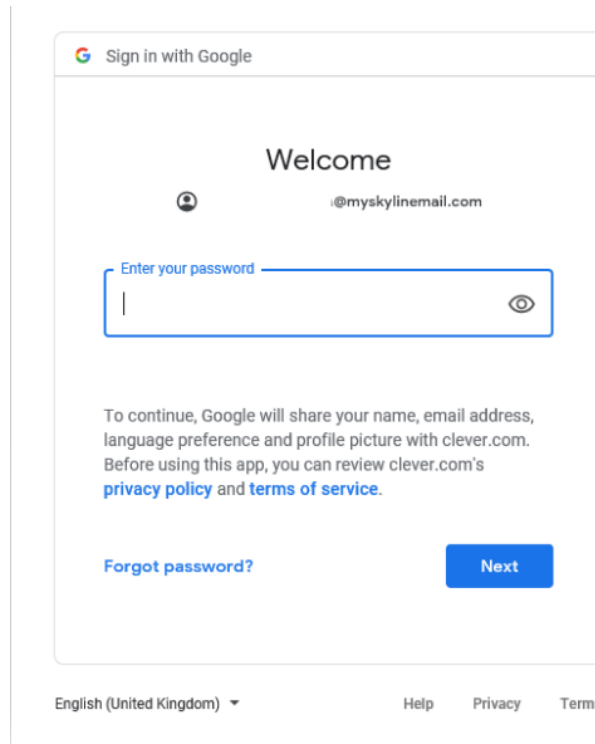 Sign in with Google
Welcome
@myskylinemail.com
Enter your password
To continue, Google will share your name, email address,
language preference and profile picture with clever.com.
Before using this app, you can review clever.com's
privacy policy and terms of service.
Forgot password?
Next
English (United Kingdom)
Help
Privacy
Term